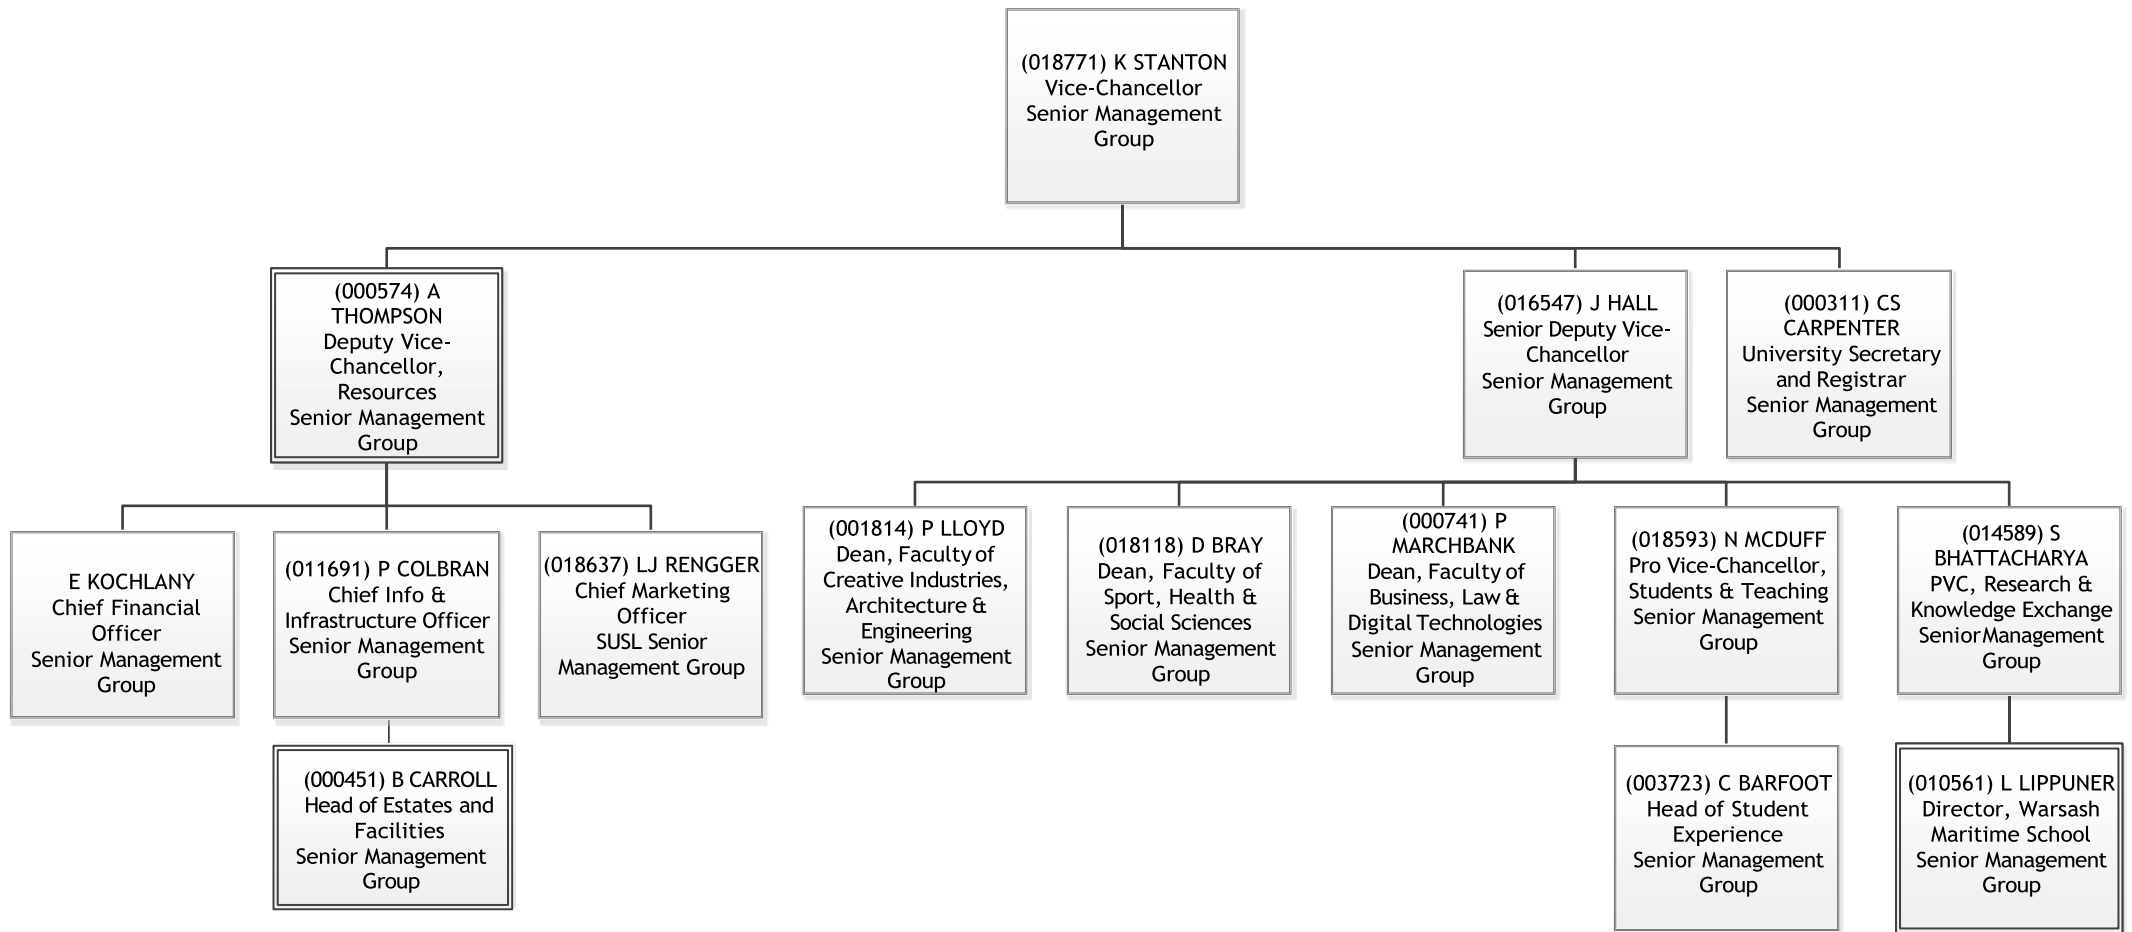 (018771) K STANTON
Vice-Chancellor
Senior Management
Group
(000574) A
THOMPSON
Deputy Vice-
Chancellor,
Resources
Senior Management
Group
(016547) J HALL
Senior Deputy Vice-
Chancellor
Senior Management
Group
(000311) CS
CARPENTER
University Secretary
and Registrar
Senior Management
Group
E KOCHLANY
Chief Financial
Officer
Senior Management
Group
(011691) P COLBRAN
Chief Info &
Infrastructure Officer
Senior Management
Group
(018637) LJ RENGGER
Chief Marketing
Officer
SUSL Senior
Management Group
(001814) P LLOYD
Dean, Faculty of
Creative Industries,
Architecture &
Engineering
Senior Management
Group
(018118) D BRAY
Dean, Faculty of
Sport, Health &
Social Sciences
Senior Management
Group
(000741) P
MARCHBANK
Dean, Faculty of
Business, Law &
Digital Technologies
Senior Management
Group
(018593) N MCDUFF
Pro Vice-Chancellor,
Students & Teaching
Senior Management
Group
(014589) S
BHATTACHARYA
PVC, Research &
Knowledge Exchange
Senior Management
Group
(000451) B CARROLL
Head of Estates and
Facilities
Senior Management
Group
(003723) C BARFOOT
Head of Student
Experience
Senior Management
Group
(010561) L LIPPUNER
Director, Warsash
Maritime School
Senior Management
Group